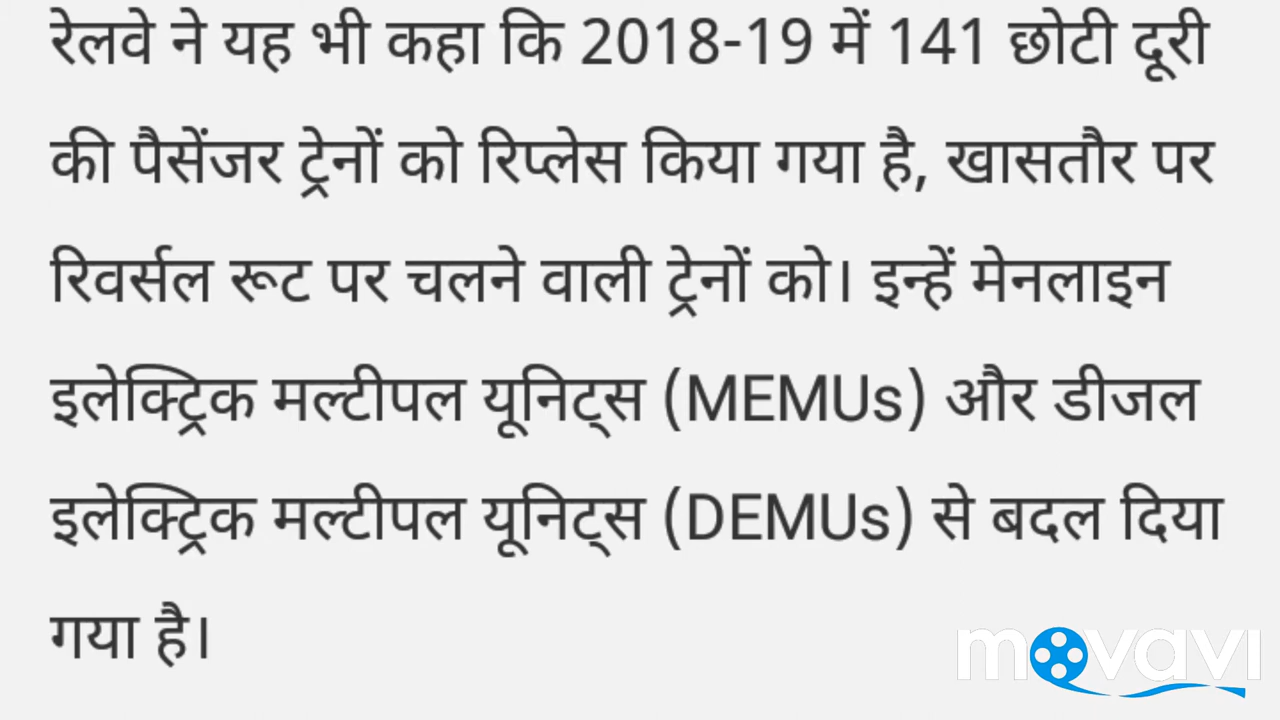 रेलवे ने यह भी कहा कि 2018-19 में 141 छोटी दूरी
की पैसेंजर ट्रेनों को रिप्लेस किया गया है, खासतौर पर
रिवर्सल रूट पर चलने वाली ट्रेनों को। इन्हें मेनलाइन
इलेक्ट्रिक मल्टीपल यूनिट्स (MEMUs) और डीजल
इलेक्ट्रिक मल्टीपल यूनिट्स (DEMUs) से बदल दिया
गया है।
movavi